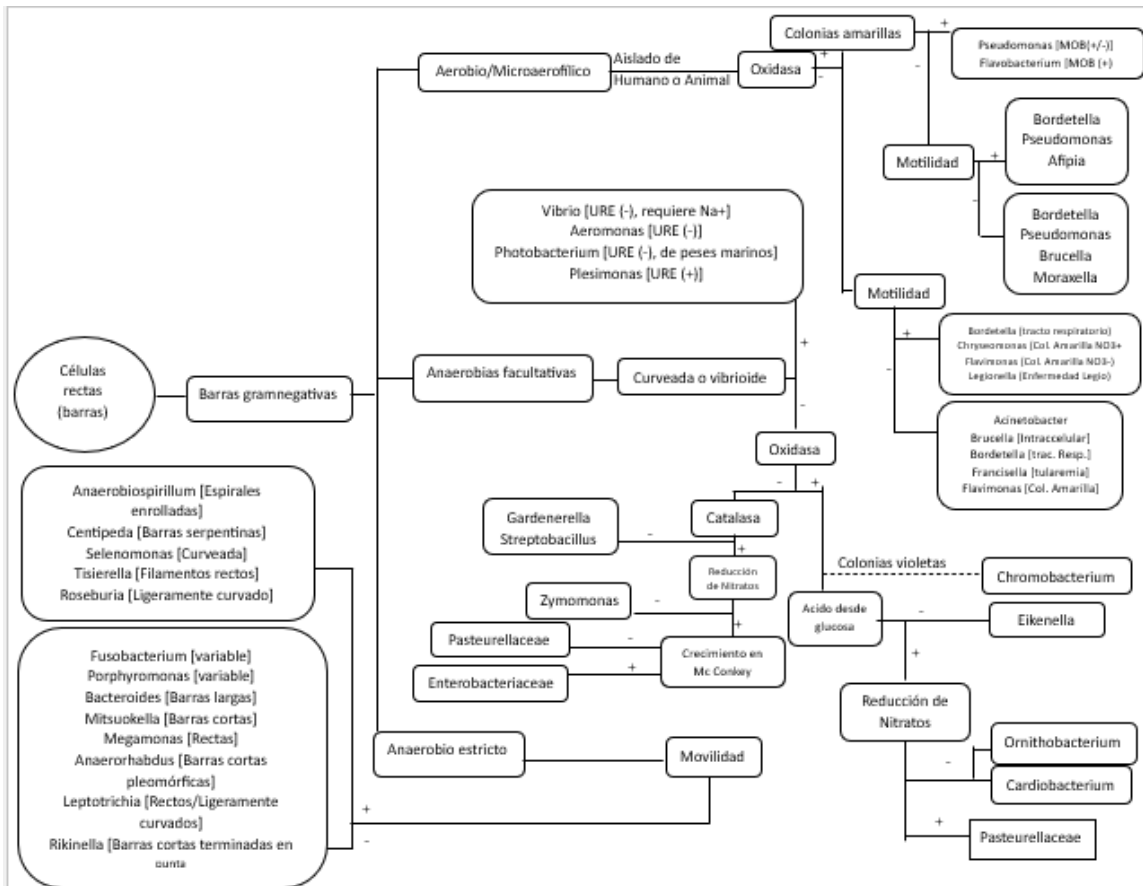 Colonias amarillas
Pseudomonas [MOB(+/-)]
Flavobacterium [MOB (+)
Aerobio/Microaerofílico
Aislado de
Humano o Animal
Oxidasa
+
-
+
-
Motilidad
+
-
Bordetella
Pseudomonas
Afipia
Bordetella
Pseudomonas
Brucella
Moraxella
Vibrio [URE (-), requiere Na+]
Aeromonas [URE (-)]
Photobacterium [URE (-), de peses marinos]
Plesimonas [URE (+)]
Motilidad
+
-
Bordetella (tracto respiratorio)
Chryseomonas (Col. Amarilla NO3+
Flavimonas (Col. Amarilla NO3-)
Legionella (Enfermedad Legio)
Acinetobacter
Brucella [Intraccelular]
Bordetella [trac. Resp.]
Francisella [tularemia]
Flavimonas [Col. Amarilla]
Células
rectas
(barras)
Barras gramnegativas
Anaerobias facultativas
Curveada o vibrioide
+
-
Oxidasa
-
+
Catalasa
Gardenerella
Streptobacillus
-
+
Reducción
de Nitratos
Zymomonas
-
+
Pasteurellaceae
-
Enterobacteriaceae
+
Crecimiento en
Mc Conkey
Colonias violetas
Chromobacterium
Acido desde
glucosa
-
Eikenella
+
Reducción de
Nitratos
-
Ornithobacterium
Cardiobacterium
+
Pasteurellaceae
Anaerobiospirillum [Espirales
enrolladas]
Centipeda [Barras serpentinas]
Selenomonas [Curveada]
Tisierella [Filamentos rectos]
Roseburia [Ligeramente curvado]
Fusobacterium [variable]
Porphyromonas [variable]
Bacteroides [Barras largas]
Mitsuokella [Barras cortas]
Megamonas [Rectas]
Anaerorhabdus [Barras cortas
pleomórficas]
Leptotrichia [Rectos/Ligeramente
curvados]
Rikinella [Barras cortas terminadas en
Anaerobio estricto
Movilidad
+
-